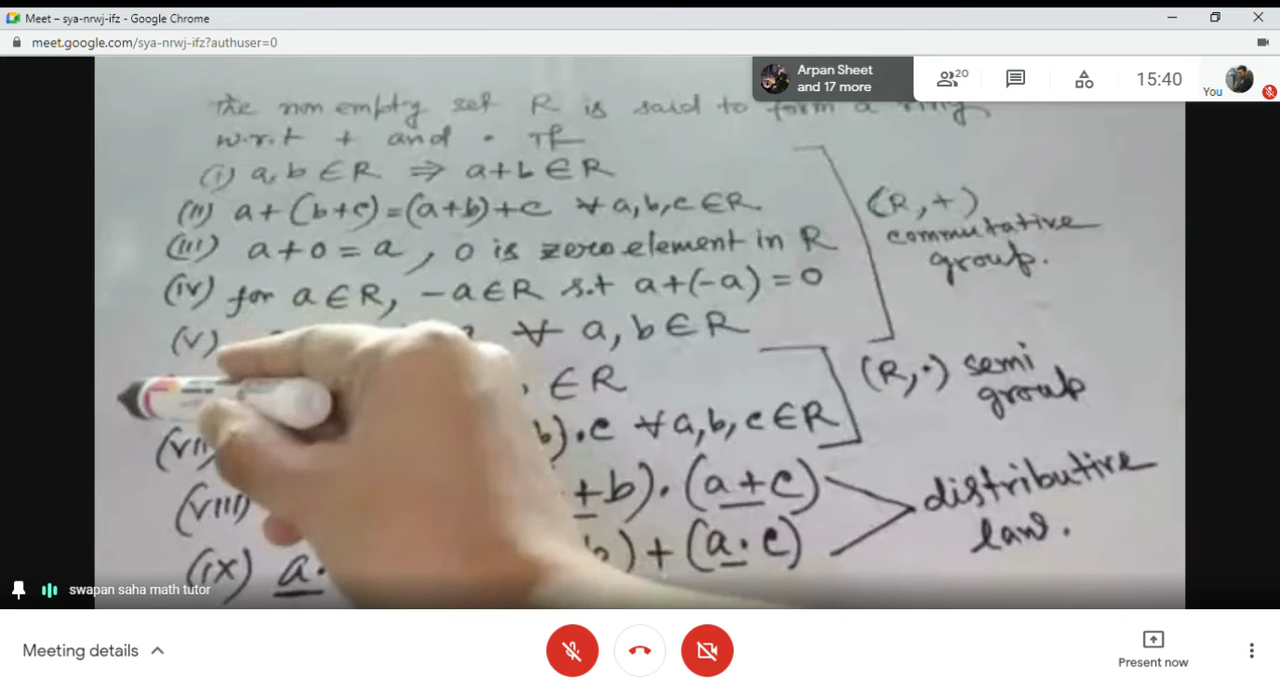 Meet – sya-nrwj-ifz - Google Chrome
meet.google.com/sya-nrwj-ifz?authuser=0
Arpan Sheet
and 17 more
20
15:40
You
the non empty set R is said to form a ring
w.r.t + and · If
(i) a, b ∈ R ⇒ a+b ∈ R
(ii) a+(b+c)=(a+b)+c ∀ a,b,c ∈ R
(iii) a+0=a, 0 is zero element in R
(iv) for a ∈ R, -a ∈ R s.t a+(-a)=0
(v) ∀ a, b ∈ R
(R,+)
commutative
group.
∈ R
b)·c ∀ a,b,c ∈ R
(R,·) semi
group
(viii) +b)·(a+c)
(ix) a· )+(a·c)
distributive
law.
swapan saha math tutor
Meeting details
Present now